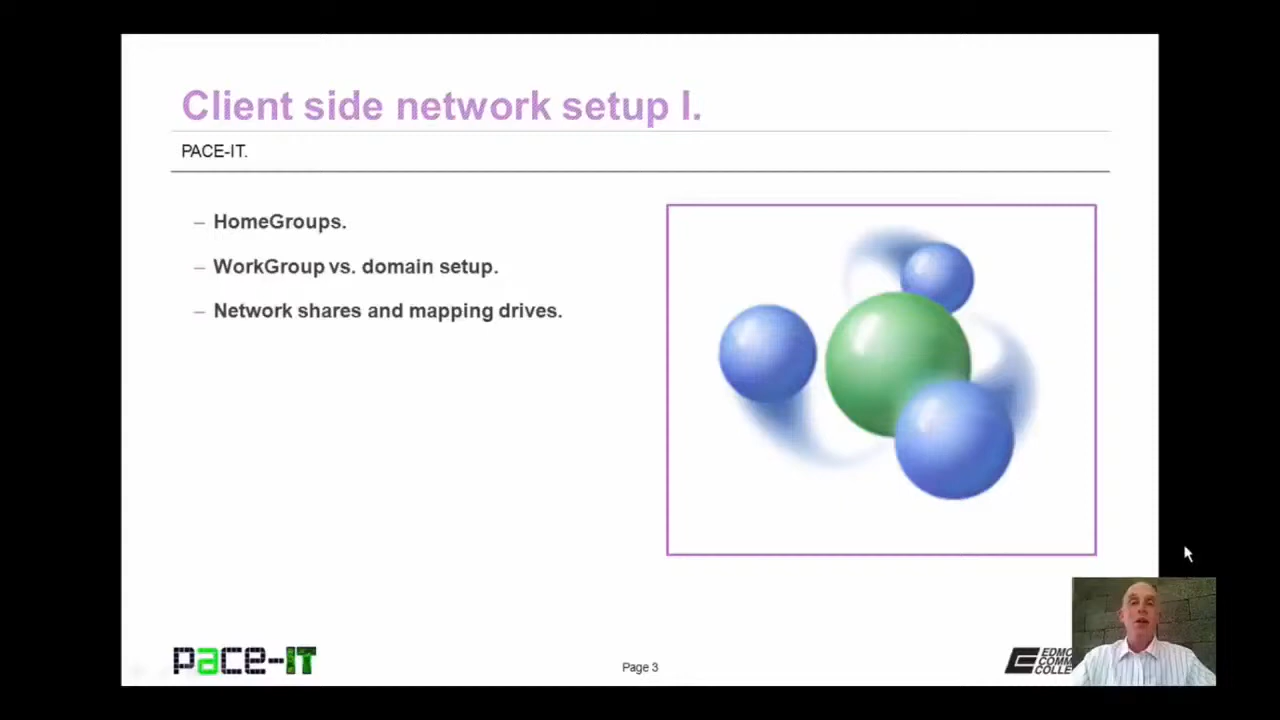 Client side network setup I.
PACE-IT.
– HomeGroups.
– WorkGroup vs. domain setup.
– Network shares and mapping drives.
pace-IT
Page 3